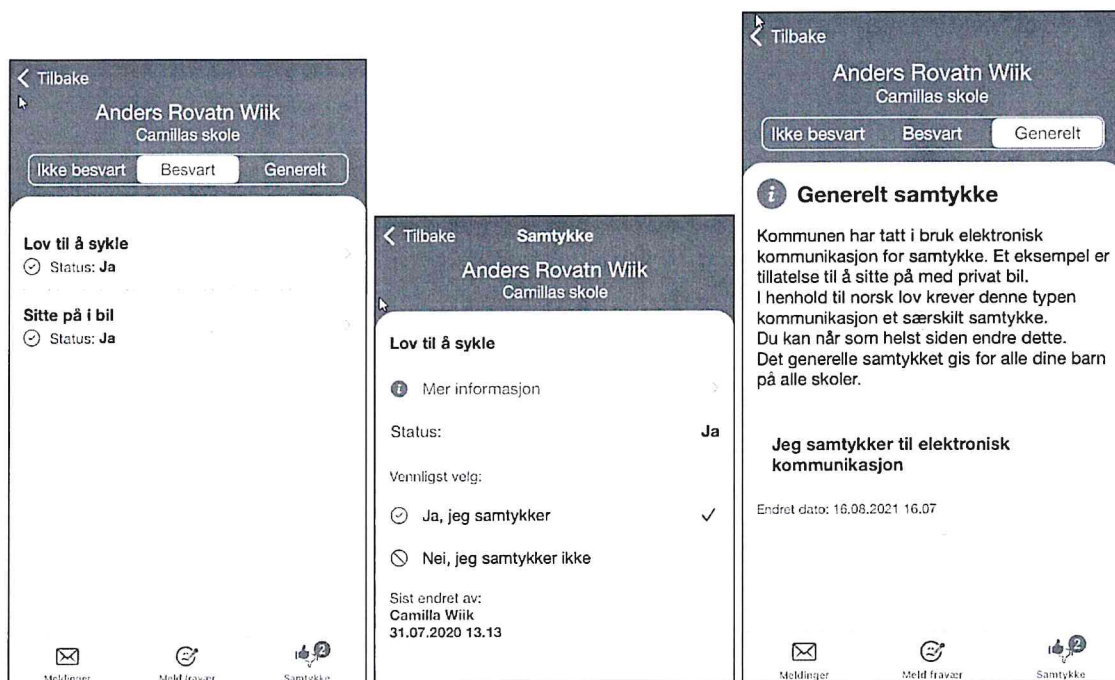 Tilbake
Anders Rovatn Wiik
Camillas skole
Ikke besvart Besvart Generelt
Lov til å sykle
Status: Ja
Sitte på i bil
Status: Ja
Meldinger Meld fravær Samtykke
2
Tilbake Samtykke
Anders Rovatn Wiik
Camillas skole
Lov til å sykle
Mer informasjon
Status: Ja
Vennligst velg:
Ja, jeg samtykker
Nei, jeg samtykker ikke
Sist endret av:
Camilla Wiik
31.07.2020 13.13
Tilbake
Anders Rovatn Wiik
Camillas skole
Ikke besvart Besvart Generelt
Generelt samtykke
Kommunen har tatt i bruk elektronisk
kommunikasjon for samtykke. Et eksempel er
tillatelse til å sitte på med privat bil.
I henhold til norsk lov krever denne typen
kommunikasjon et særskilt samtykke.
Du kan når som helst siden endre dette.
Det generelle samtykket gis for alle dine barn
på alle skoler.
Jeg samtykker til elektronisk
kommunikasjon
Endret dato: 16.08.2021 16.07
Meldinger Meld fravær Samtykke
2